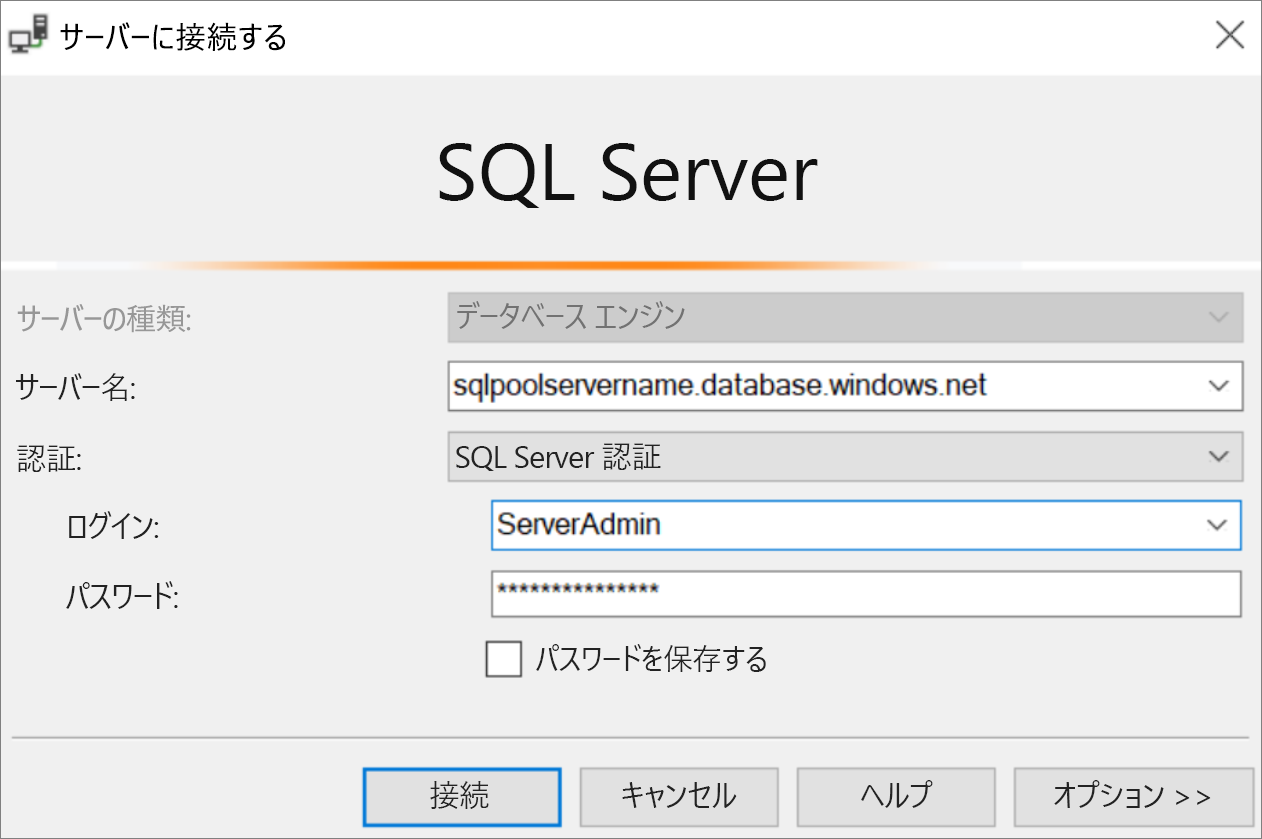 サーバーに接続する
SQL Server
サーバーの種類:
データベース エンジン
サーバー名:
sqlpoolservername.database.windows.net
認証:
SQL Server 認証
ログイン:
ServerAdmin
パスワード:
***************
パスワードを保存する
接続
キャンセル
ヘルプ
オプション >>